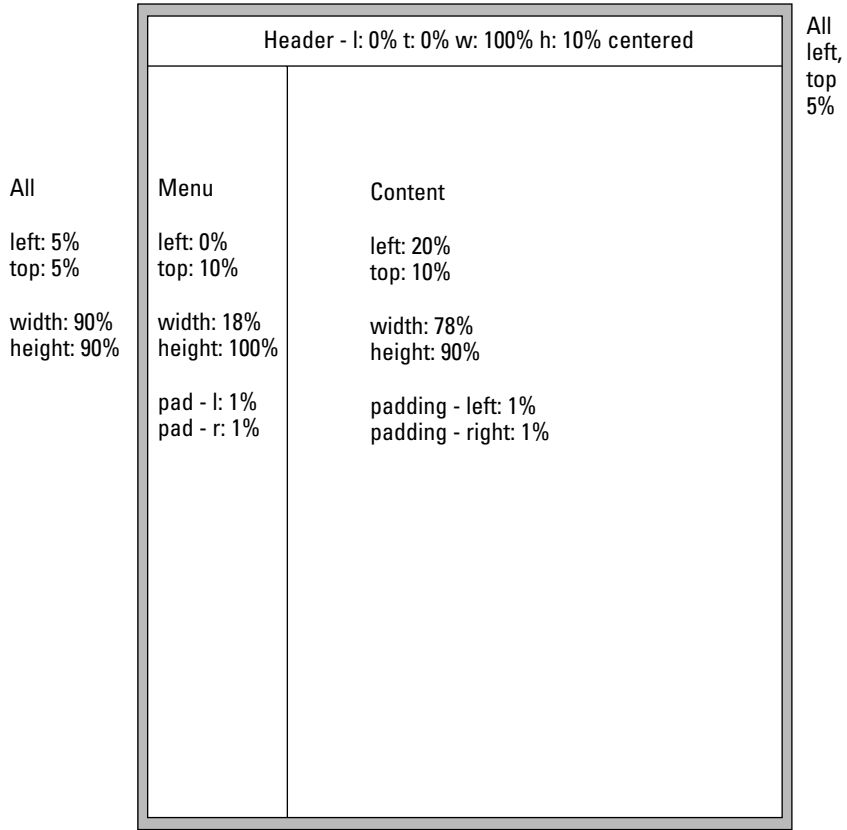 Header - l: 0% t: 0% w: 100% h: 10% centered
All
left,
top
5%
All
left: 5%
top: 5%
width: 90%
height: 90%
Menu
left: 0%
top: 10%
width: 18%
height: 100%
pad - l: 1%
pad - r: 1%
Content
left: 20%
top: 10%
width: 78%
height: 90%
padding - left: 1%
padding - right: 1%